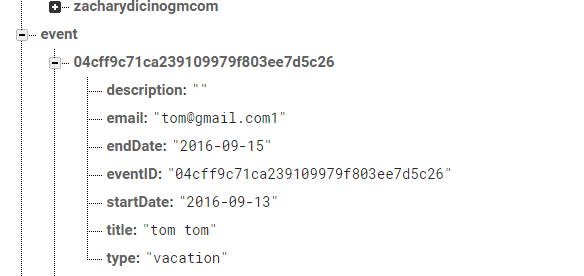 zacharydicinogmcom
event
04cff9c71ca239109979f803ee7d5c26
description: ""
email: "tom@gmail.com1"
endDate: "2016-09-15"
eventID: "04cff9c71ca239109979f803ee7d5c26"
startDate: "2016-09-13"
title: "tom tom"
type: "vacation"